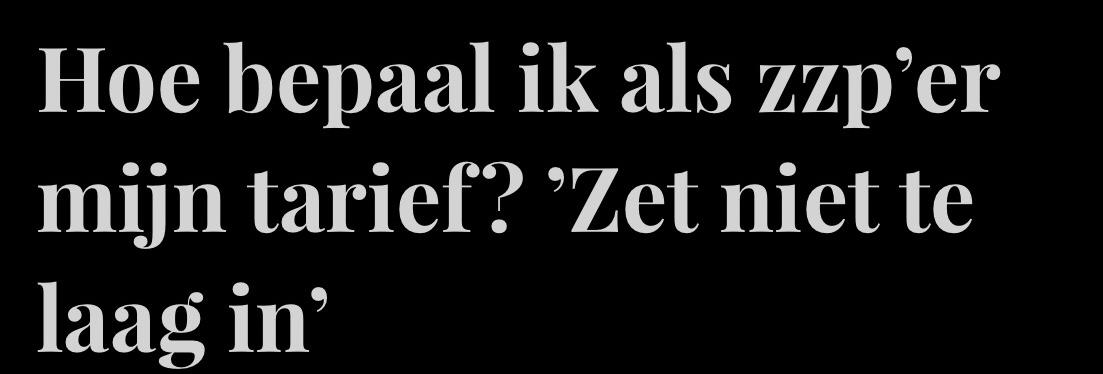 Hoe bepaal ik als zzp’er
mijn tarief? ’Zet niet te
laag in’